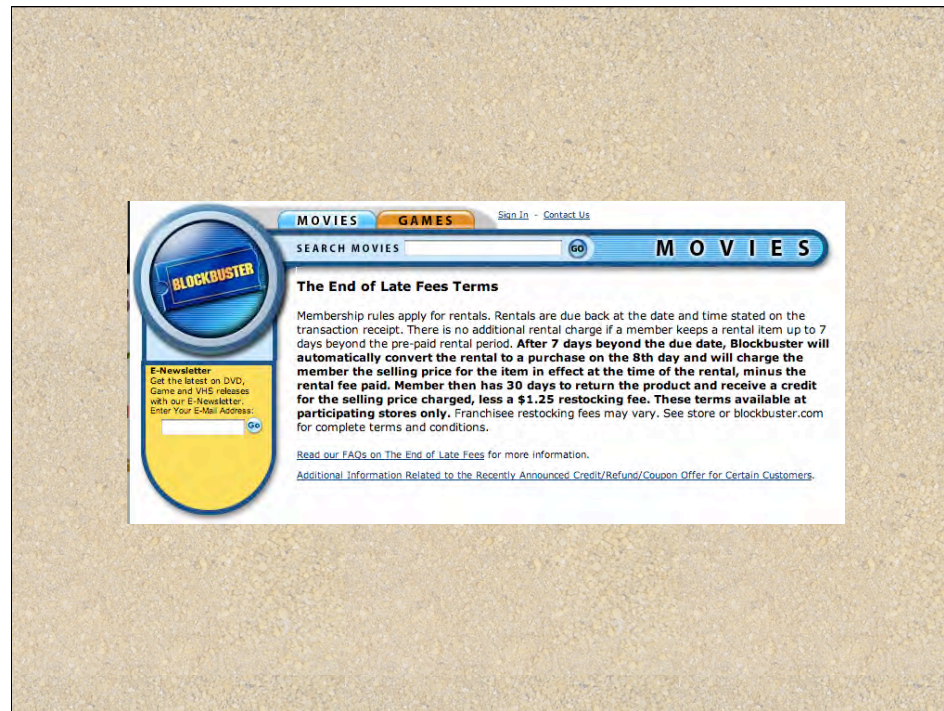 MOVIES
GAMES
Sign In - Contact Us
SEARCH MOVIES
GO
MOVIES
BLOCKBUSTER
The End of Late Fees Terms
Membership rules apply for rentals. Rentals are due back at the date and time stated on the
transaction receipt. There is no additional rental charge if a member keeps a rental item up to 7
days beyond the pre-paid rental period. After 7 days beyond the due date, Blockbuster will
automatically convert the rental to a purchase on the 8th day and will charge the
member the selling price for the item in effect at the time of the rental, minus the
rental fee paid. Member then has 30 days to return the product and receive a credit
for the selling price charged, less a $1.25 restocking fee. These terms available at
participating stores only. Franchisee restocking fees may vary. See store or blockbuster.com
for complete terms and conditions.
Read our FAQs on The End of Late Fees for more information.
Additional Information Related to the Recently Announced Credit/Refund/Coupon Offer for Certain Customers.
E-Newsletter
Get the latest on DVD,
Game and VHS releases
with our E-Newsletter.
Enter Your E-Mail Address:
Go